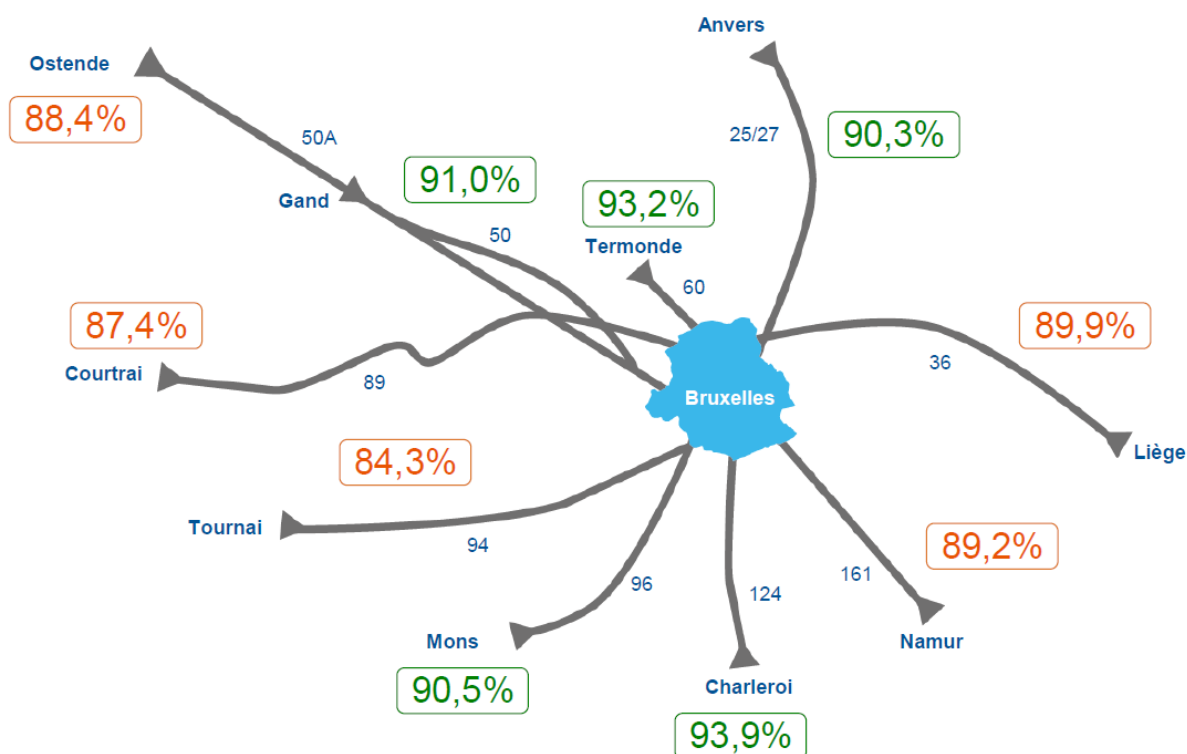 Anvers
Ostende
88,4%
50A
25/27
90,3%
91,0%
Gand
93,2%
50
Termonde
60
87,4%
89,9%
Courtrai
89
36
Bruxelles
84,3%
Liège
Tournai
94
89,2%
96
124
161
Mons
Namur
90,5%
Charleroi
93,9%